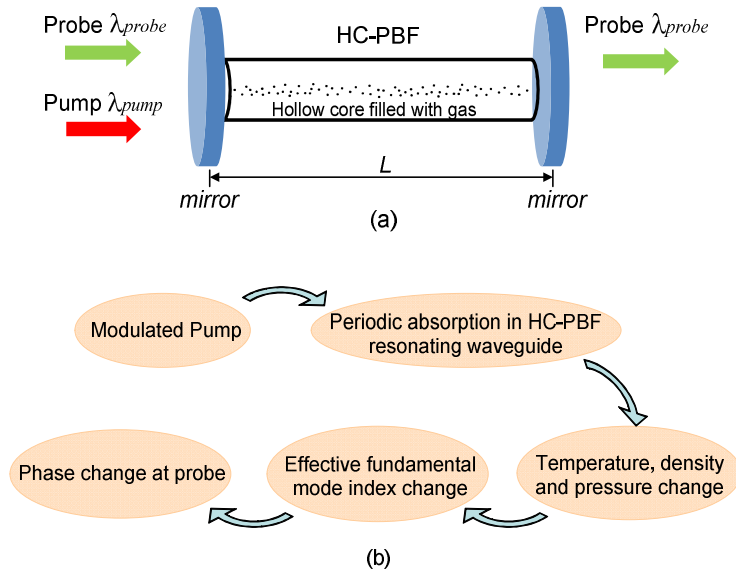 Probe λprobe
Pump λpump
HC-PBF
Hollow core filled with gas
Probe λprobe
L
mirror
mirror
(a)
Modulated Pump
Periodic absorption in HC-PBF
resonating waveguide
Temperature, density
and pressure change
Effective fundamental
mode index change
Phase change at probe
(b)